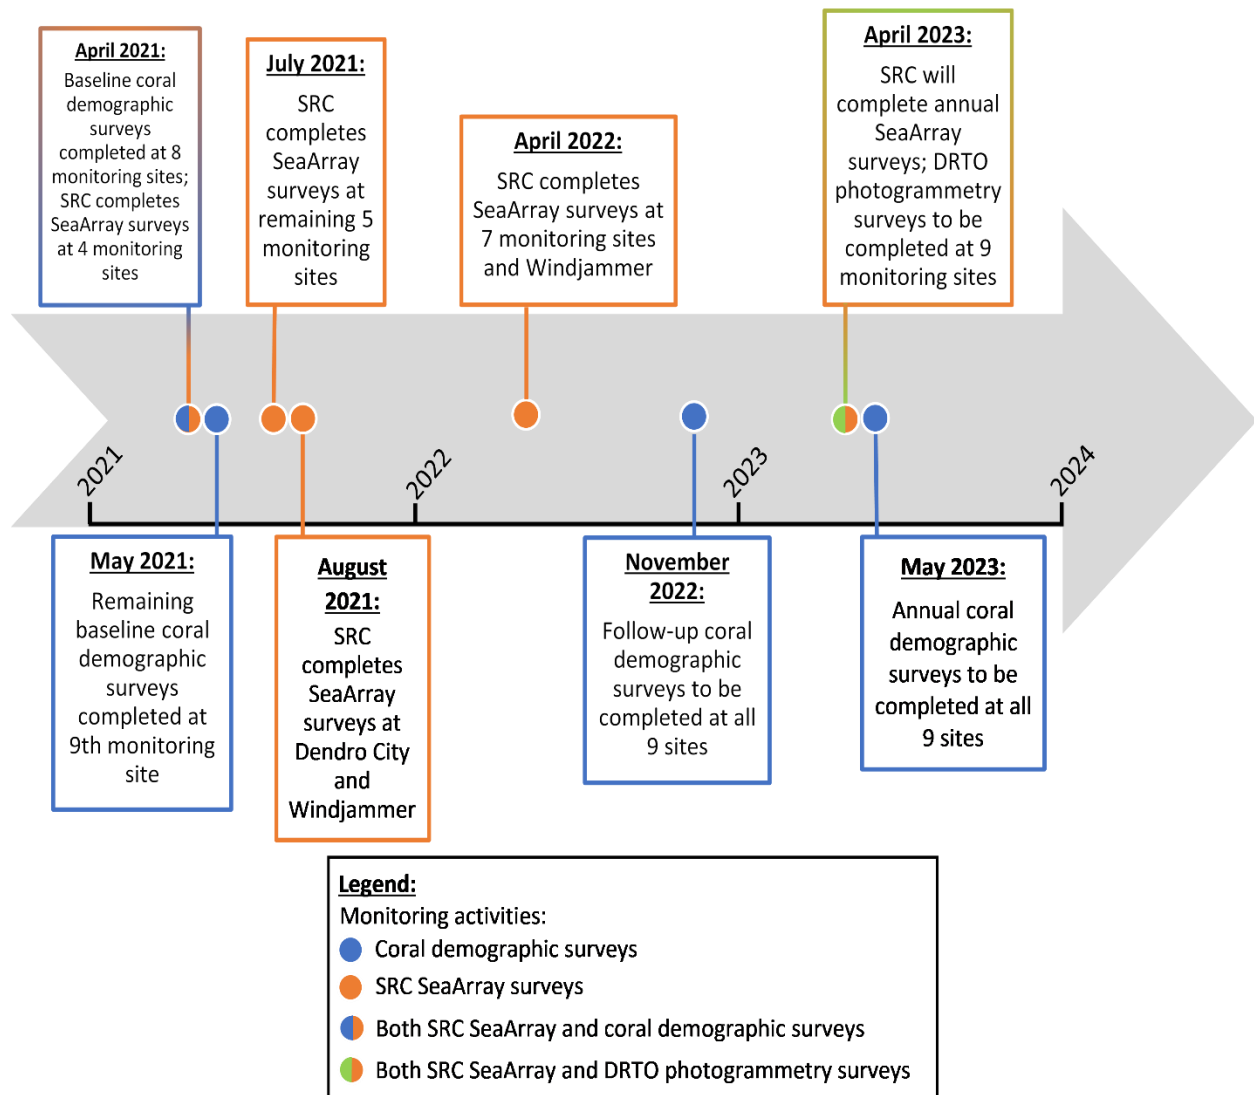 April 2021:
Baseline coral
demographic
surveys
completed at 8
monitoring sites;
SRC completes
SeaArray surveys
at 4 monitoring
sites
July 2021:
SRC
completes
SeaArray
surveys at
remaining 5
monitoring
sites
April 2022:
SRC completes
SeaArray surveys at
7 monitoring sites
and Windjammer
April 2023:
SRC will
complete annual
SeaArray
surveys; DRTO
photogrammetry
surveys to be
completed at 9
monitoring sites
2021
2022
2023
2024
May 2021:
Remaining
baseline coral
demographic
surveys
completed at
9th monitoring
site
August
2021:
SRC
completes
SeaArray
surveys at
Dendro City
and
Windjammer
November
2022:
Follow-up coral
demographic
surveys to be
completed at all
9 sites
May 2023:
Annual coral
demographic
surveys to be
completed at all
9 sites
Legend:
Monitoring activities:
Coral demographic surveys
SRC SeaArray surveys
Both SRC SeaArray and coral demographic surveys
Both SRC SeaArray and DRTO photogrammetry surveys